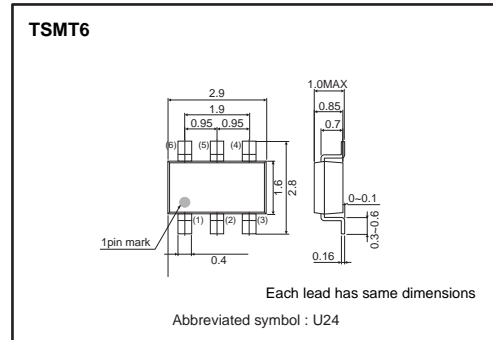 TSMT6
1.0MAX
2.9
1.9
0.95 0.95
0.85
0.7
(6) (5) (4)
1.6
2.8
0~0.1
(1) (2) (3)
1pin mark
0.4
0.16
0.3~0.6
Each lead has same dimensions
Abbreviated symbol : U24